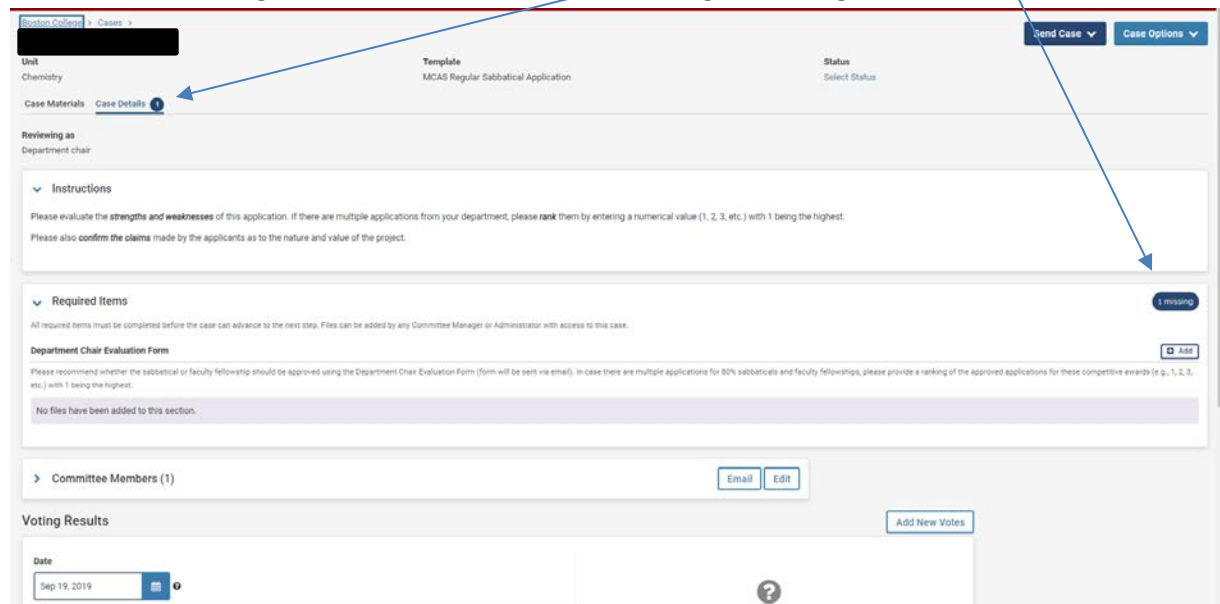 Boston College > Cases >
Send Case
Case Options
Unit
Template
Status
Chemistry
MCAS Regular Sabbatical Application
Select Status
Case Materials Case Details 1
Reviewing as
Department chair
Instructions
Please evaluate the strengths and weaknesses of this application. If there are multiple applications from your department, please rank them by entering a numerical value (1, 2, 3, etc.) with 1 being the highest.
Please also confirm the claims made by the applicants as to the nature and value of the project.
Required Items
1 missing
All required items must be completed before the case can advance to the next step. Files can be added by any Committee Manager or Administrator with access to this case.
Department Chair Evaluation Form
Add
Please recommend whether the sabbatical or faculty fellowship should be approved using the Department Chair Evaluation Form (form will be sent via email). In case there are multiple applications for 80% sabbaticals and faculty fellowships, please provide a ranking of the approved applications for these competitive awards (e.g., 1, 2, 3,
etc.) with 1 being the highest.
No files have been added to this section.
Committee Members (1)
Email Edit
Voting Results
Add New Votes
Date
Sep 19, 2019